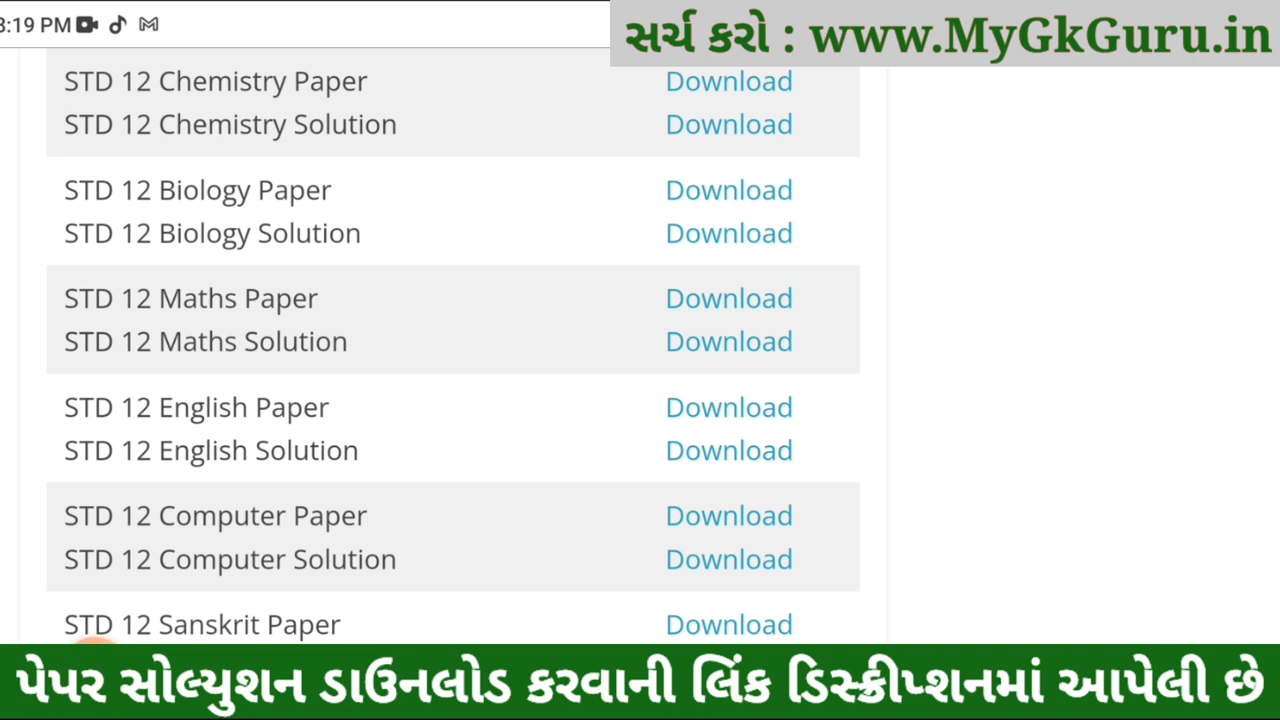 3:19 PM
સર્ચ કરો : www.MyGkGuru.in
STD 12 Chemistry Paper Download
STD 12 Chemistry Solution Download
STD 12 Biology Paper Download
STD 12 Biology Solution Download
STD 12 Maths Paper Download
STD 12 Maths Solution Download
STD 12 English Paper Download
STD 12 English Solution Download
STD 12 Computer Paper Download
STD 12 Computer Solution Download
STD 12 Sanskrit Paper Download
પેપર સોલ્યુશન ડાઉનલોડ કરવાની લિંક ડિસ્ક્રીપ્શનમાં આપેલી છે